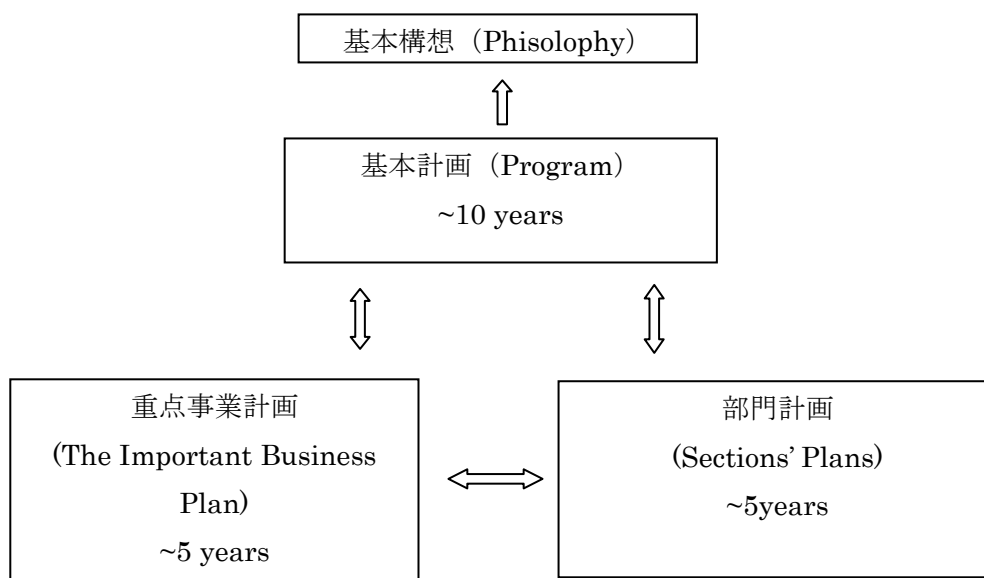 基本構想（Phisolophy）
基本計画（Program）
~10 years
重点事業計画
(The Important Business
Plan)
~5 years
部門計画
(Sections’ Plans)
~5years